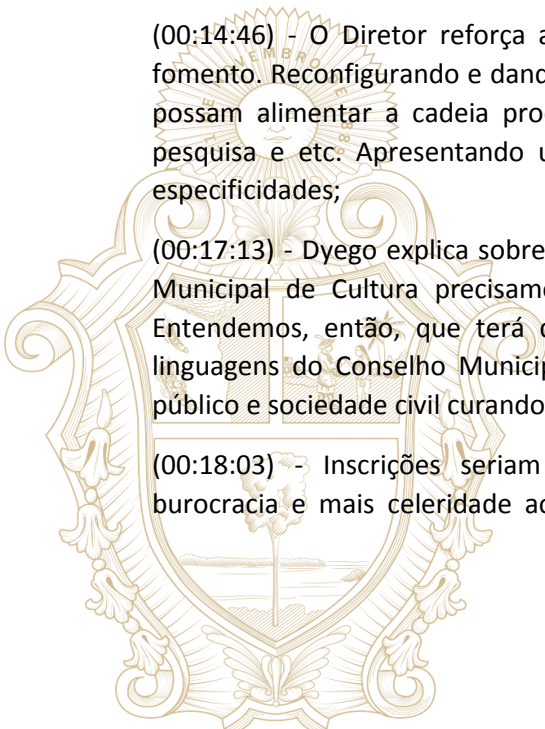 (00:14:46) - O Diretor reforça a
fomento. Reconfigurando e dand
possam alimentar a cadeia pro
pesquisa e etc. Apresentando u
especificidades;
(00:17:13) - Dyego explica sobre
Municipal de Cultura precisame
Entendemos, então, que terá
linguagens do Conselho Municip
público e sociedade civil curando
(00:18:03) - Inscrições seriam
burocracia e mais celeridade ac